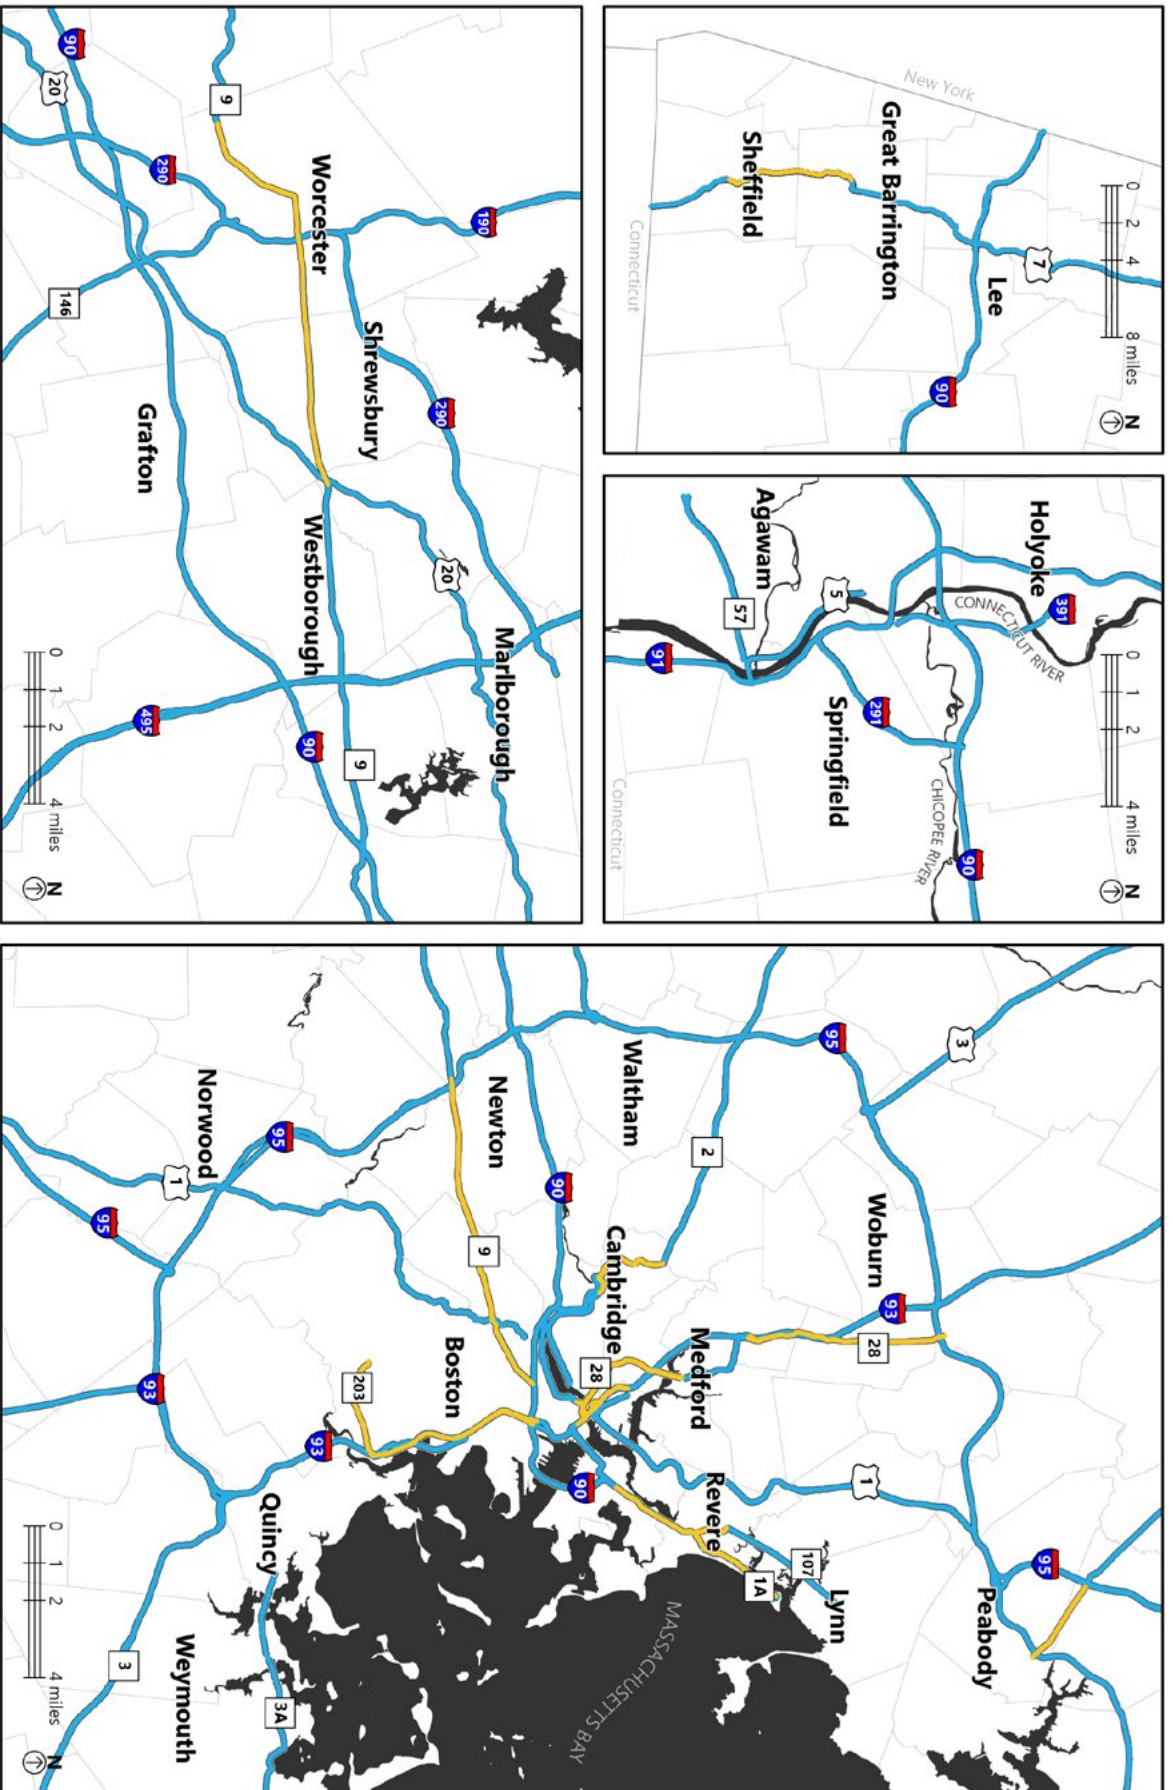 New York
Great Barrington
Sheffield
Lee
7
90
Connecticut
0 2 4 8 miles
N
Holyoke
391
CONNECTICUT RIVER
Agawam
5
57
91
291
Springfield
CHICOPEE RIVER
90
Connecticut
0 1 2 4 miles
N
90
20
9
290
Worcester
190
146
Shrewsbury
290
Grafton
Westborough
20
Marlborough
495
90
9
0 1 2 4 miles
N
3
95
Waltham
Newton
Norwood
95
1
95
2
90
9
Woburn
93
Cambridge
28
Medford
28
Boston
203
93
93
90
Revere
1
107
1A
Lynn
95
Peabody
Quincy
MASSACHUSETTS BAY
3
Weymouth
3A
0 1 2 4 miles
N